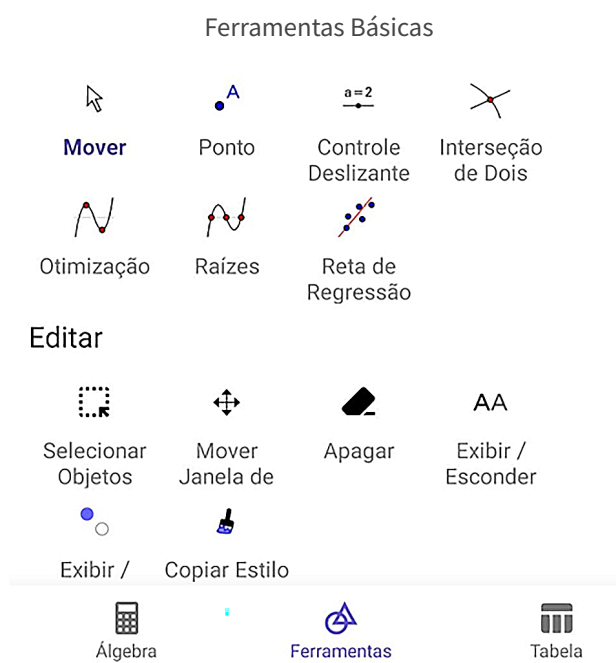 Ferramentas Básicas
A
a=2
Mover
Ponto
Controle
Deslizante
Interseção
de Dois
Otimização
Raízes
Reta de
Regressão
Editar
AA
Selecionar
Objetos
Mover
Janela de
Apagar
Exibir /
Esconder
Exibir /
Copiar Estilo
Álgebra
Ferramentas
Tabela